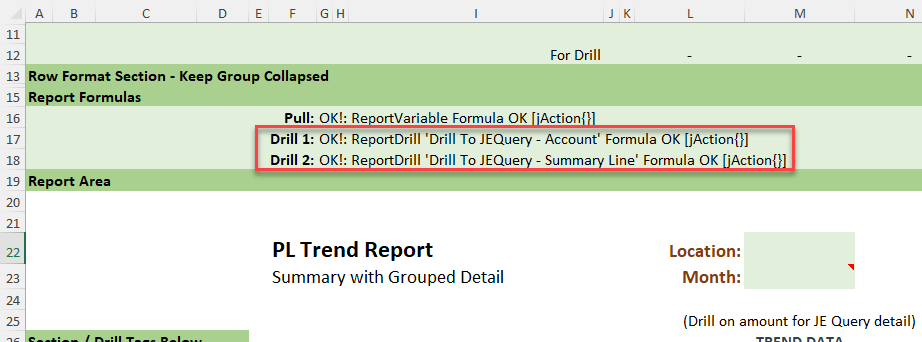 A B C D E F G H I J K L M N
11
12 For Drill - - -
13 Row Format Section - Keep Group Collapsed
15 Report Formulas
16 Pull: OK!: ReportVariable Formula OK [jAction{}]
17 Drill 1: OK!: ReportDrill 'Drill To JEQuery - Account' Formula OK [jAction{}]
18 Drill 2: OK!: ReportDrill 'Drill To JEQuery - Summary Line' Formula OK [jAction{}]
19 Report Area
20
21
22 PL Trend Report Location:
23 Summary with Grouped Detail Month:
24
25 (Drill on amount for JE Query detail)
26 Section / Drill Tags Below TREND DATA